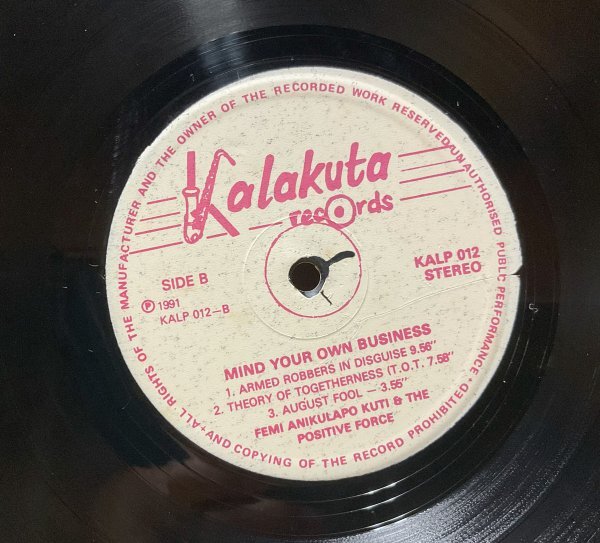 ALL RIGHTS OF THE MANUFACTURER AND THE OWNER OF THE RECORDED WORK RESERVED/UNAUTHORISED PUBLIC PERFORMANCE.
AND COPYING OF THE RECORD PROHIBITED.
Kalakuta
records
SIDE B
Ⓟ 1991
KALP 012-B
KALP 012
STEREO
MIND YOUR OWN BUSINESS
1. ARMED ROBBERS IN DISGUISE 9.56"
2. THEORY OF TOGETHERNESS (T.O.T. 7.58"
3. AUGUST FOOL — 3.55"
FEMI ANIKULAPO KUTI & THE
POSITIVE FORCE